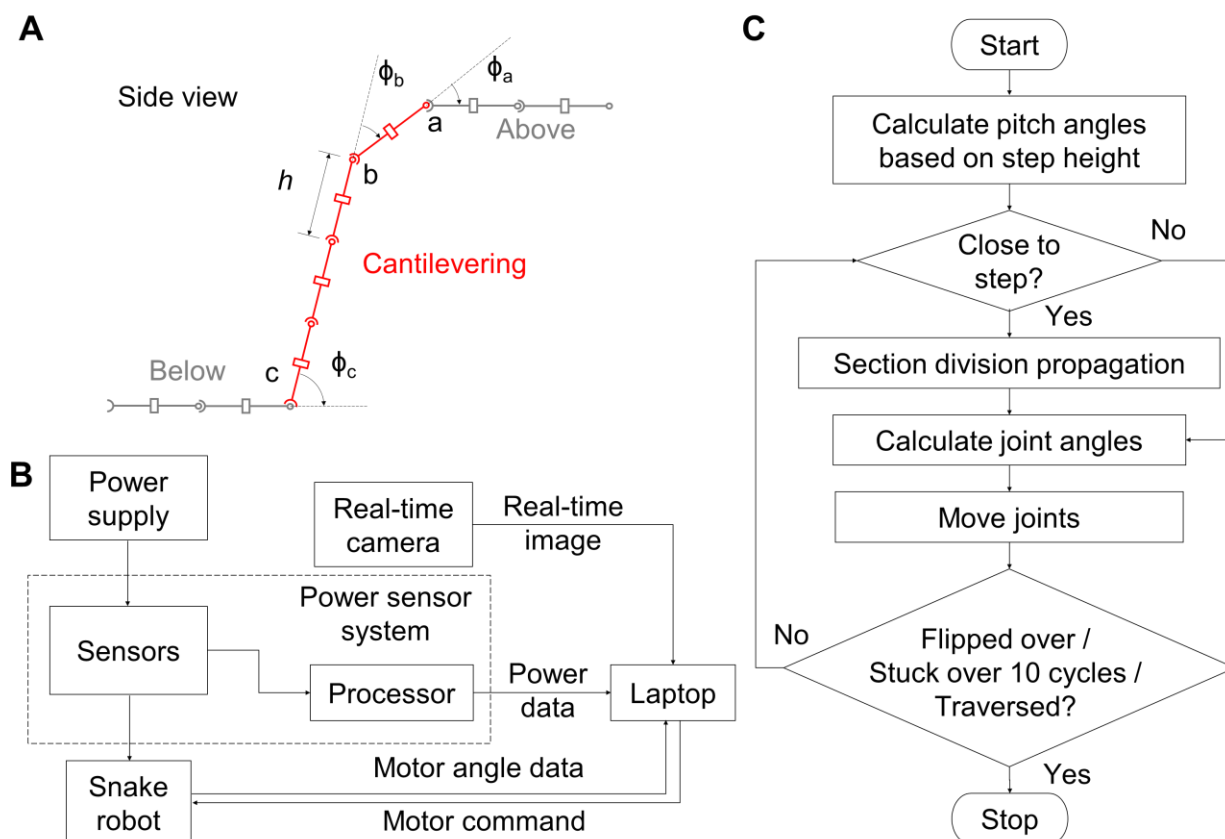 A
Side view
ϕb
ϕa
a
Above
b
h
Cantilevering
Below
c
ϕc
B
Power
supply
Real-time
camera
Real-time
image
Power sensor
system
Sensors
Processor
Power
data
Laptop
Motor angle data
Snake
robot
Motor command
C
Start
Calculate pitch angles
based on step height
Close to
step?
No
Yes
Section division propagation
Calculate joint angles
Move joints
No
Flipped over /
Stuck over 10 cycles /
Traversed?
Yes
Stop